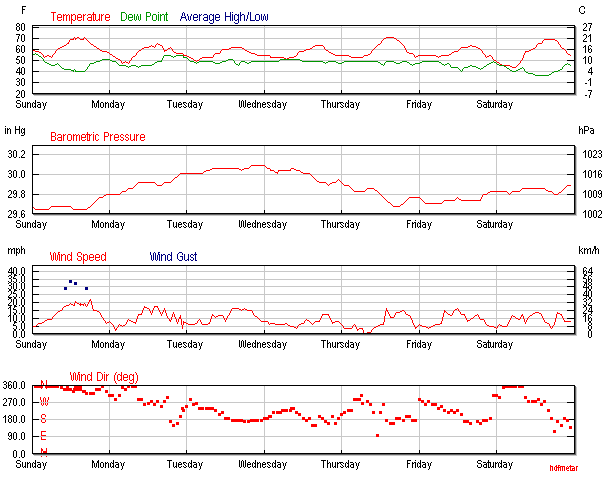 F Temperature Dew Point Average High/Low C
80 27
70 21
60 16
50 10
40 4
30 -1
20 -7
Sunday Monday Tuesday Wednesday Thursday Friday Saturday
in Hg Barometric Pressure hPa
30.2 1023
30.0 1016
29.8 1009
29.6 1002
Sunday Monday Tuesday Wednesday Thursday Friday Saturday
mph Wind Speed Wind Gust km/h
40.0 64
35.0 56
30.0 48
25.0 40
20.0 32
15.0 24
10.0 16
5.0 8
0.0 0
Sunday Monday Tuesday Wednesday Thursday Friday Saturday
Wind Dir (deg)
360.0 N
270.0 W
180.0 S
90.0 E
0.0 N
Sunday Monday Tuesday Wednesday Thursday Friday Saturday
hdfmetar